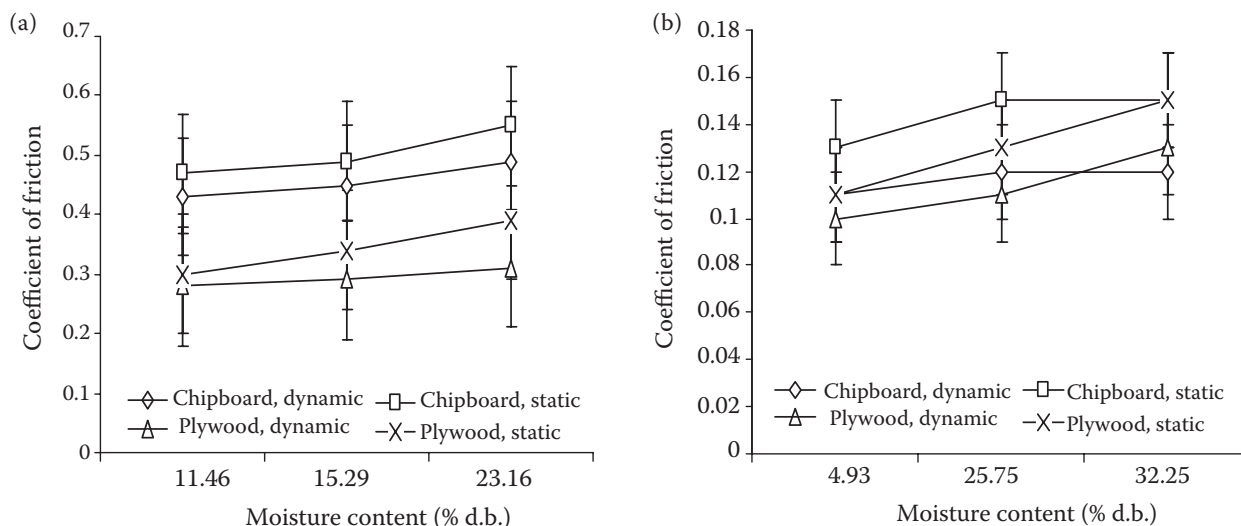 (a)
0.7
0.6
0.5
0.4
0.3
0.2
0.1
0
Coefficient of friction
Chipboard, dynamic
Chipboard, static
Plywood, dynamic
Plywood, static
11.46 15.29 23.16
Moisture content (% d.b.)
(b)
0.18
0.16
0.14
0.12
0.1
0.08
0.06
0.04
0.02
0
Coefficient of friction
Chipboard, dynamic
Chipboard, static
Plywood, dynamic
Plywood, static
4.93 25.75 32.25
Moisture content (% d.b.)